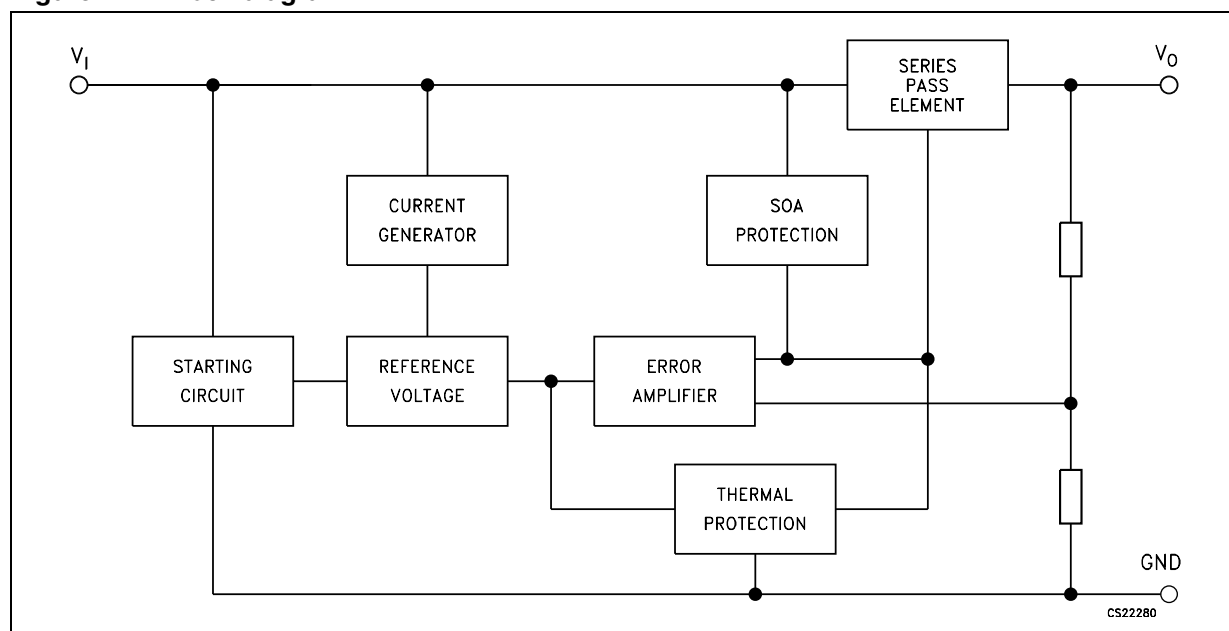 V_I
V_O
SERIES
PASS
ELEMENT
CURRENT
GENERATOR
SOA
PROTECTION
STARTING
CIRCUIT
REFERENCE
VOLTAGE
ERROR
AMPLIFIER
THERMAL
PROTECTION
GND
CS22280